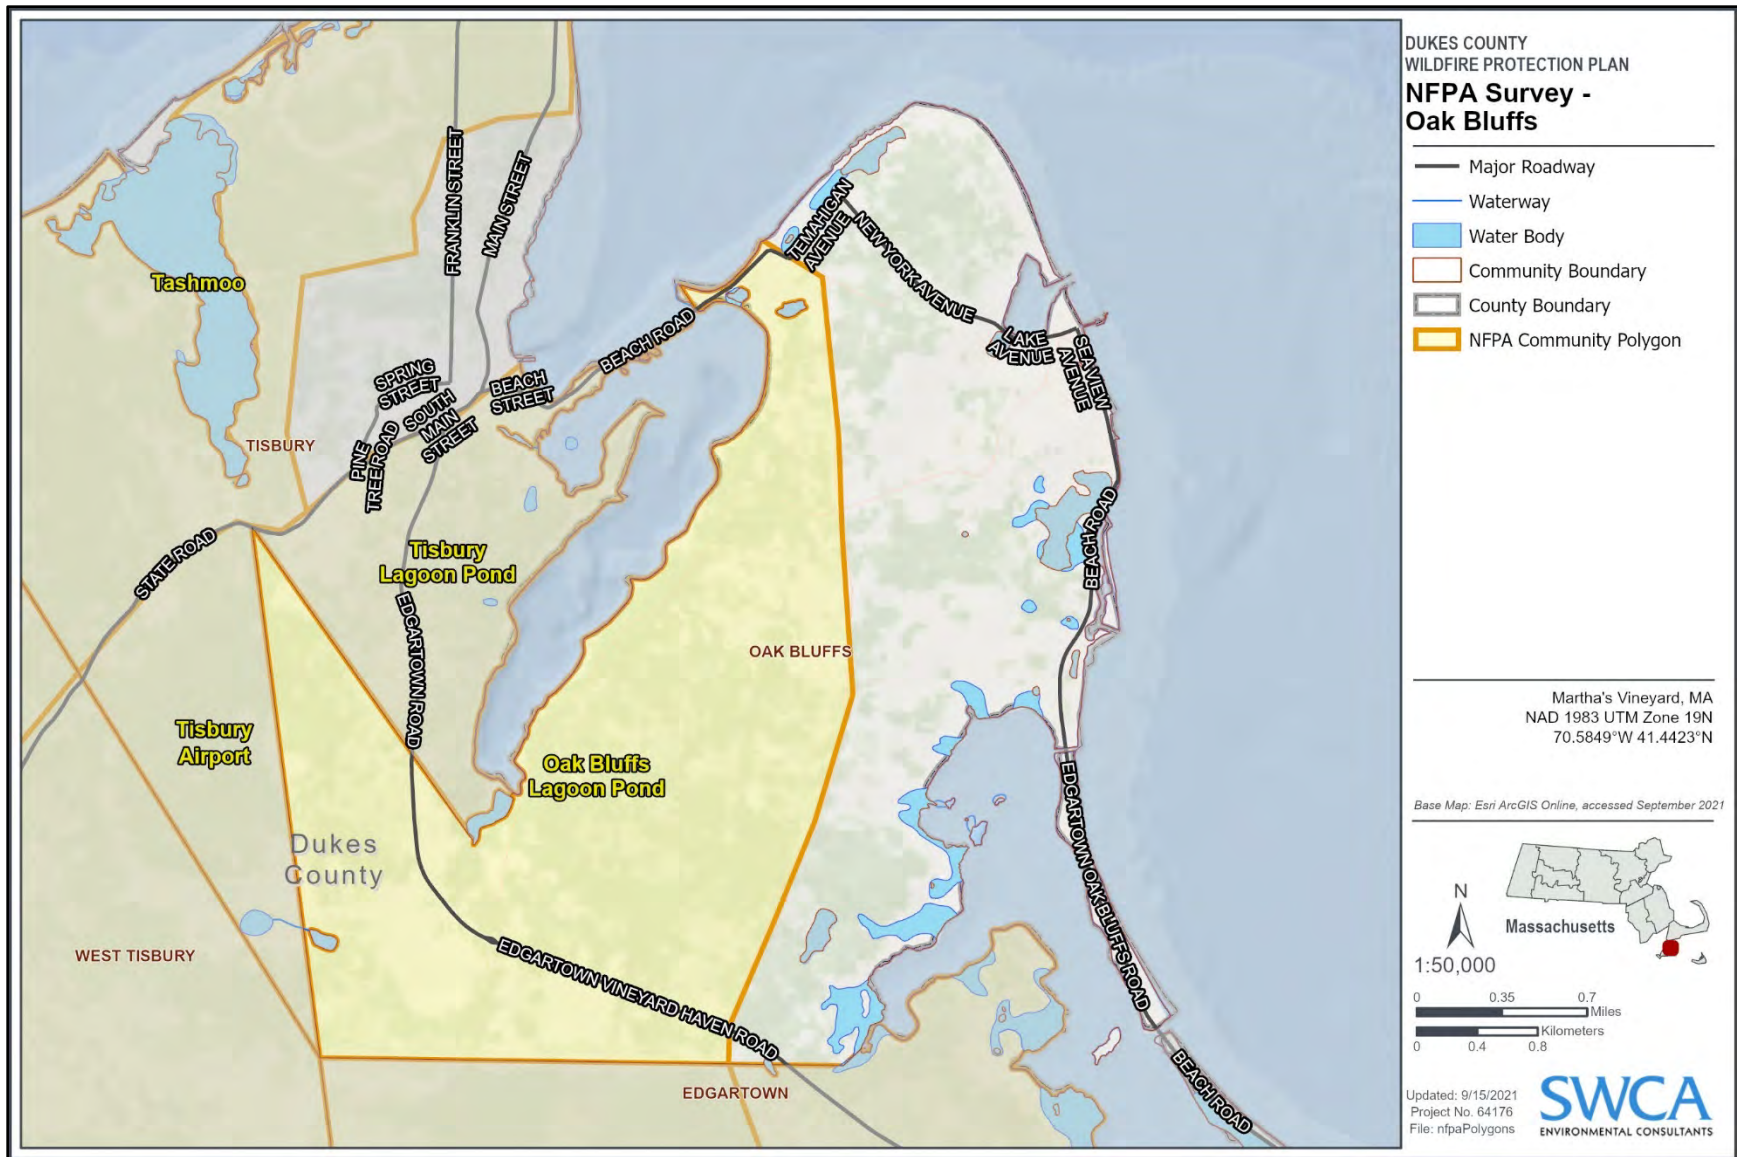 DUKES COUNTY
WILDFIRE PROTECTION PLAN
NFPA Survey -
Oak Bluffs
Major Roadway
Waterway
Water Body
Community Boundary
County Boundary
NFPA Community Polygon
Martha's Vineyard, MA
NAD 1983 UTM Zone 19N
70.5849°W 41.4423°N
Base Map: Esri ArcGIS Online, accessed September 2021
N
1:50,000
Massachusetts
0 0.35 0.7
Miles
Kilometers
0 0.4 0.8
Updated: 9/15/2021
Project No. 64176
File: nfpaPolygons
SWCA
ENVIRONMENTAL CONSULTANTS
FRANKLIN STREET
MAIN STREET
TEMAHIGAN
AVENUE
NEW YORK AVENUE
Tashmoo
BEACH ROAD
LAKE
AVENUE
SEA VIEW
AVENUE
SPRING
STREET
BEACH
STREET
SOUTH
MAIN
STREET
TISBURY
PINE
TREE ROAD
STATE ROAD
BEACH ROAD
Tisbury
Lagoon Pond
EDGARTOWN ROAD
OAK BLUFFS
Tisbury
Airport
Oak Bluffs
Lagoon Pond
Dukes
County
EDGARTOWN OAK BLUFFS ROAD
WEST TISBURY
EDGARTOWN VINEYARD HAVEN ROAD
EDGARTOWN
BEACH ROAD